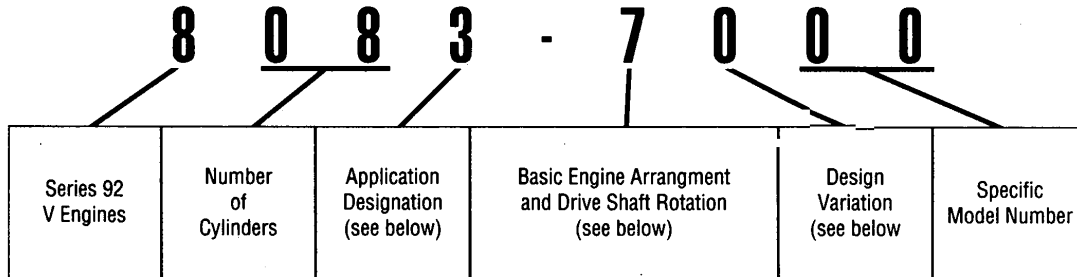 8 0 8 3 - 7 0 0 0
Series 92
V Engines
Number
of
Cylinders
Application
Designation
(see below)
Basic Engine Arrangment
and Drive Shaft Rotation
(see below)
Design
Variation
(see below
Specific
Model Number